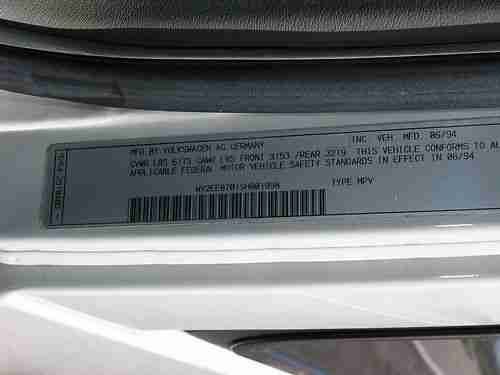 MFG.BY VOLKSWAGEN AG GERMANY INC VEH MFD. 06/94
GVWR LBS 6173 GAWR LBS FRONT 3153 /REAR 3219 THIS VEHICLE CONFORMS TO AL
APPLICABLE FEDERAL MOTOR VEHICLE SAFETY STANDARDS IN EFFECT IN 06/94
TYPE MPV